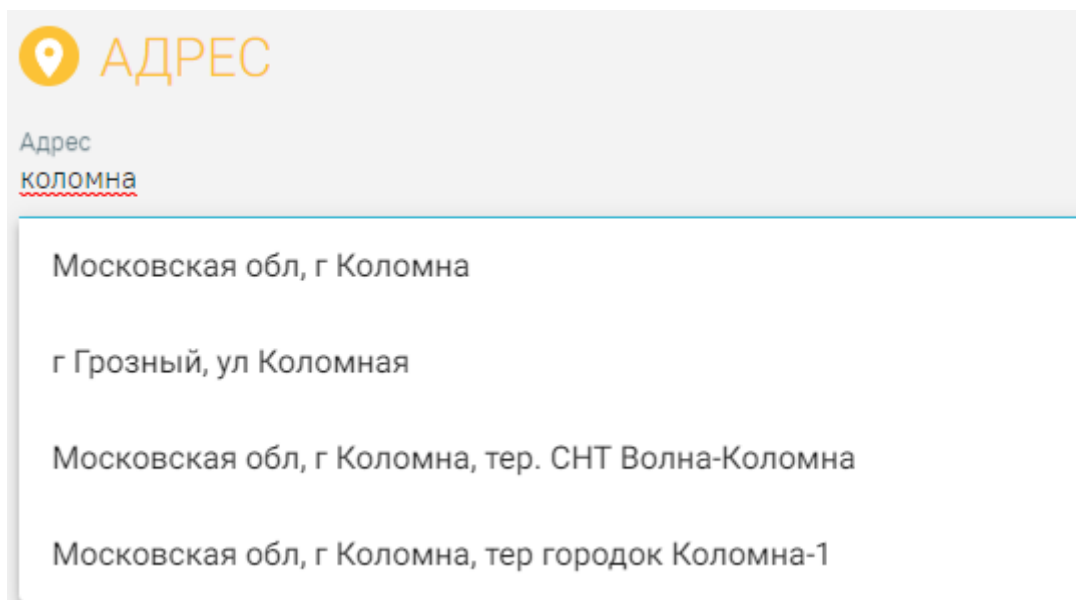 АДРЕС
Адрес
коломна
Московская обл, г Коломна
г Грозный, ул Коломная
Московская обл, г Коломна, тер. СНТ Волна-Коломна
Московская обл, г Коломна, тер городок Коломна-1